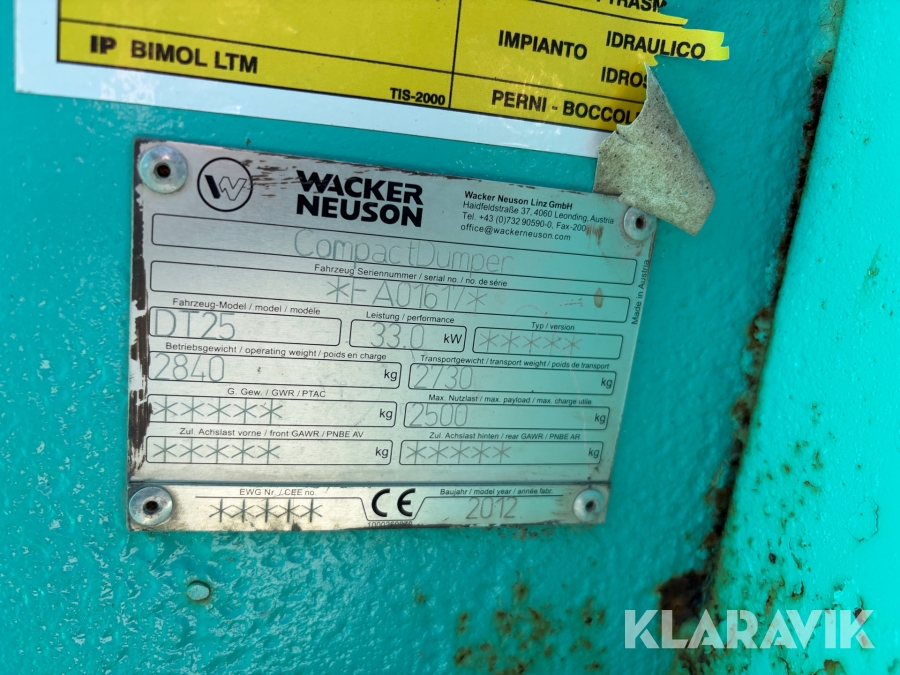 IMPIANTO IDRAULICO
IP BIMOL LTM
TIS-2000
PERNI - BOCCOL
WACKER
NEUSON
Wacker Neuson Linz GmbH
Haidfeldstraße 37, 4060 Leonding, Austria
Tel. +43 (0)732 90590-0, Fax-200
office@wackerneuson.com
CompactDumper
Fahrzeug Seriennummer / serial no. / no. de série
Made in Austria
Fahrzeug-Model / model / modèle
Leistung / performance
Typ / version
DT25
33.0 kW
*****
Betriebsgewicht / operating weight / poids en charge
Transportgewicht / transport weight / poids de transport
2840 kg
2730 kg
G. Gew. / GWR / PTAC
Max. Nutzlast / max. payload / max. charge utile
***** kg
2500 kg
Zul. Achslast vorne / front GAWR / PNBE AV
Zul. Achslast hinten / rear GAWR / PNBE AR
***** kg
***** kg
EWG Nr. / CEE no.
CE
Baujahr / model year / année fabr.
*****
2012
KLARAVIK